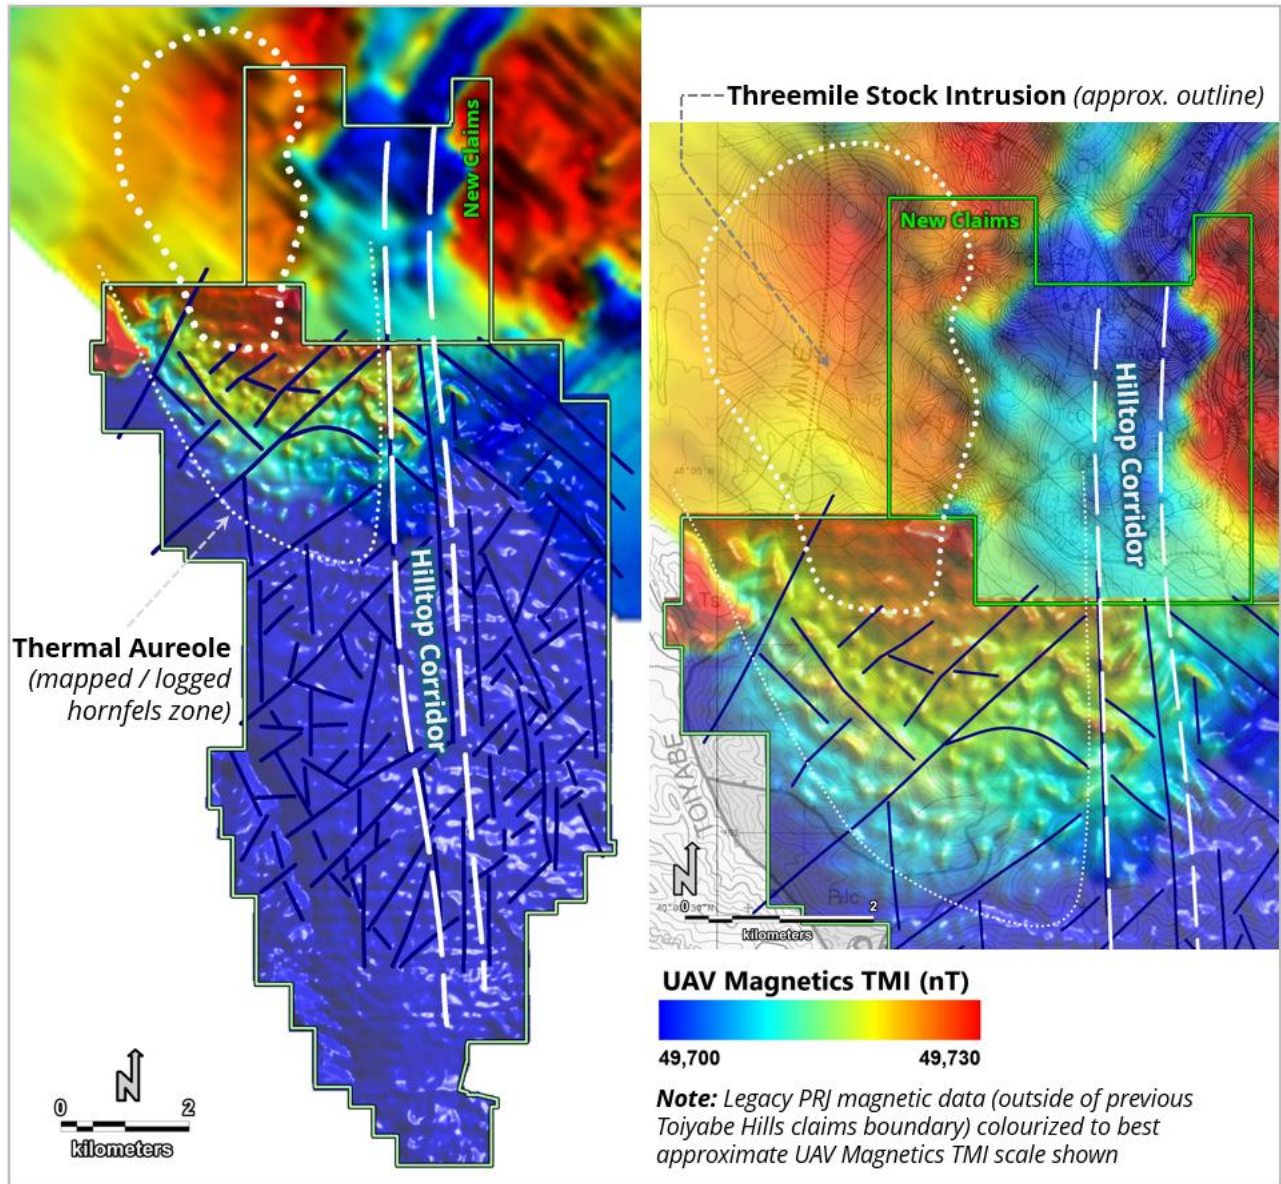 New Claims
Hilltop Corridor
Thermal Aureole
(mapped / logged
hornfels zone)
N
0 2
kilometers
Threemile Stock Intrusion (approx. outline)
New Claims
MINE
Hilltop Corridor
Ts
TOIYABE
N
0 2
kilometers
UAV Magnetics TMI (nT)
49,700 49,730
Note: Legacy PRJ magnetic data (outside of previous
Toiyabe Hills claims boundary) colourized to best
approximate UAV Magnetics TMI scale shown